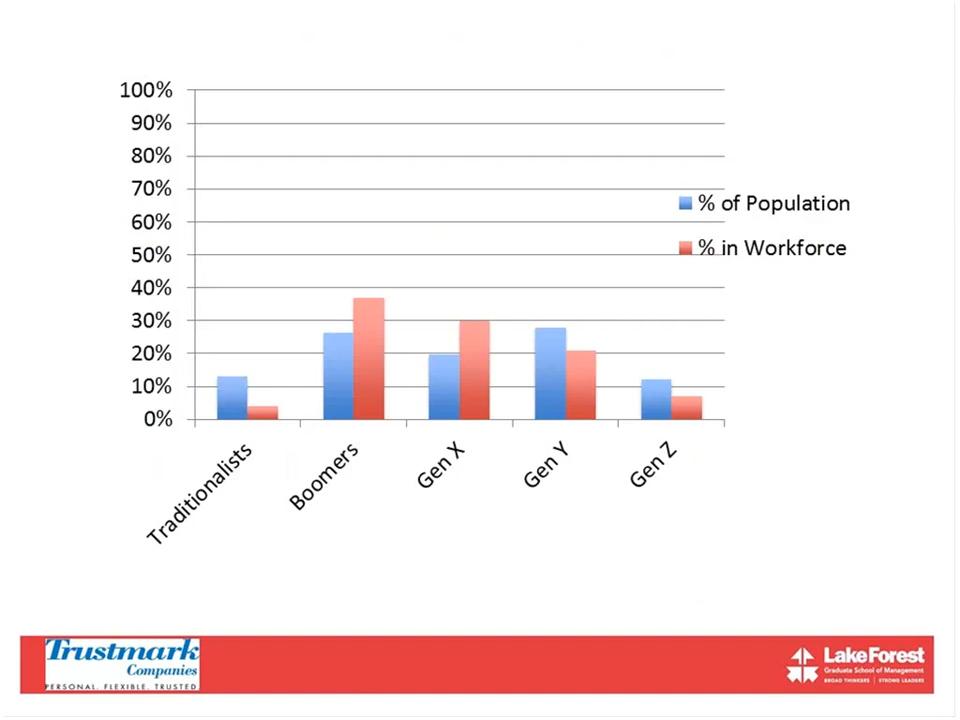 100%
90%
80%
70%
60%
50%
40%
30%
20%
10%
0%
% of Population
% in Workforce
Traditionalists
Boomers
Gen X
Gen Y
Gen Z
Trustmark
Companies
PERSONAL. FLEXIBLE. TRUSTED
Lake Forest
Graduate School of Management
BROAD THINKERS | STRONG LEADERS